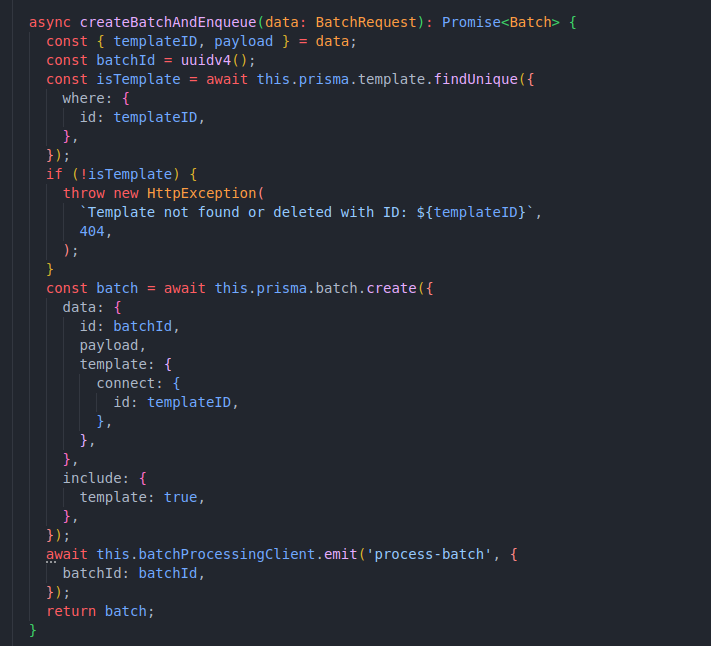 async createBatchAndEnqueue(data: BatchRequest): Promise<Batch> {
const { templateID, payload } = data;
const batchId = uuidv4();
const isTemplate = await this.prisma.template.findUnique({
where: {
id: templateID,
},
});
if (!isTemplate) {
throw new HttpException(
`Template not found or deleted with ID: ${templateID}`,
404,
);
}
const batch = await this.prisma.batch.create({
data: {
id: batchId,
payload,
template: {
connect: {
id: templateID,
},
},
},
include: {
template: true,
},
});
await this.batchProcessingClient.emit('process-batch', {
batchId: batchId,
});
return batch;
}